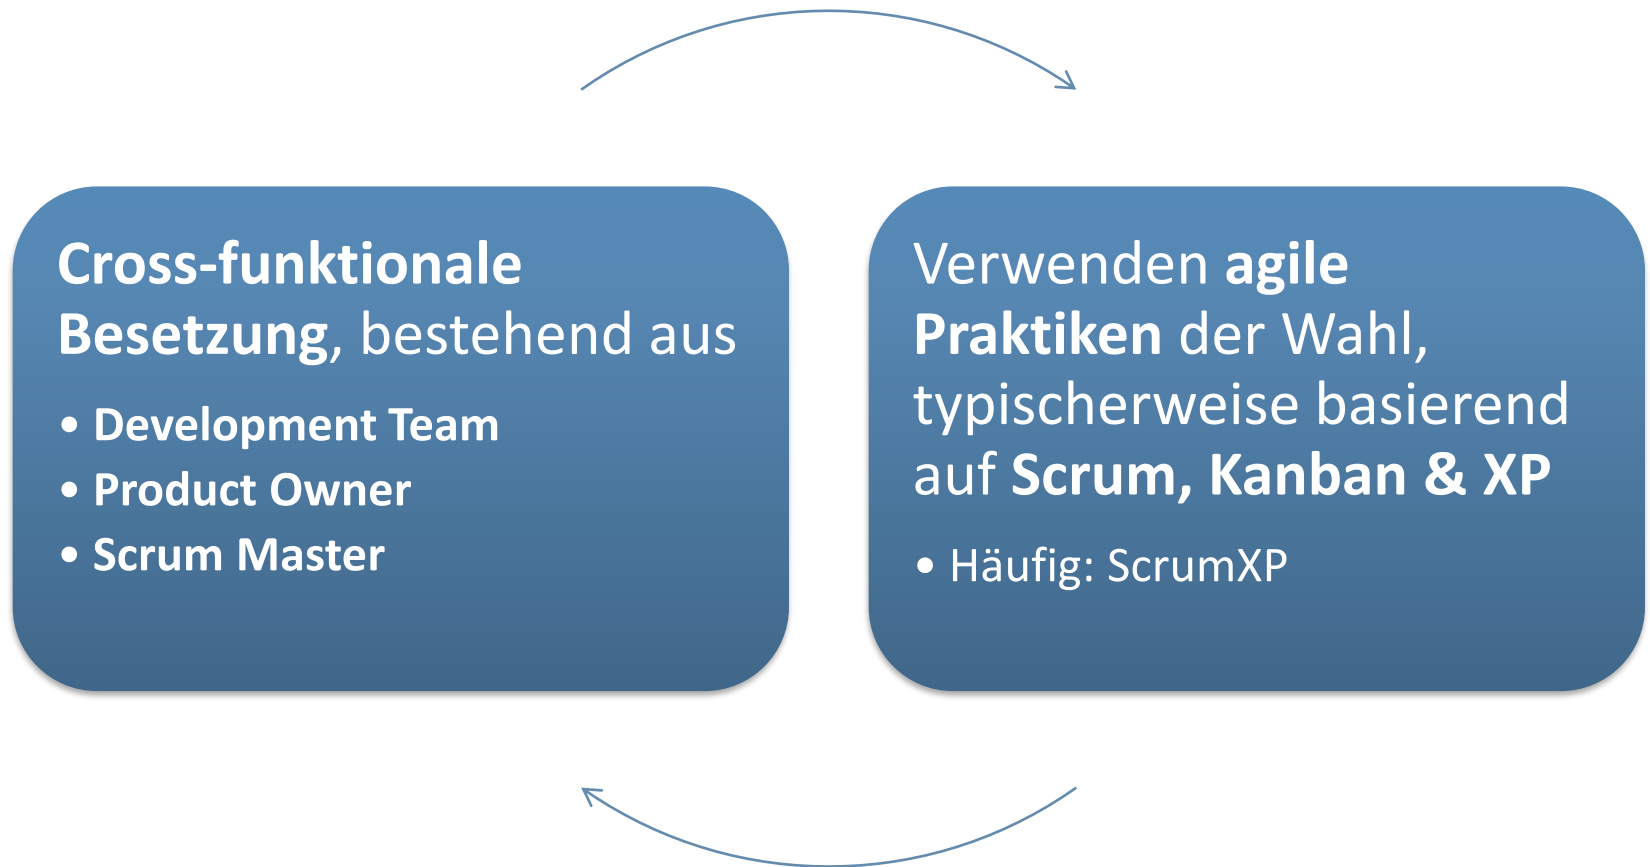 Cross-funktionale
Besetzung, bestehend aus
• Development Team
• Product Owner
• Scrum Master
Verwenden agile
Praktiken der Wahl,
typischerweise basierend
auf Scrum, Kanban & XP
• Häufig: ScrumXP